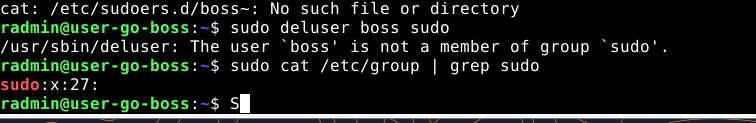 cat: /etc/sudoers.d/boss~: No such file or directory
radmin@user-go-boss:~$ sudo deluser boss sudo
/usr/sbin/deluser: The user `boss' is not a member of group `sudo'.
radmin@user-go-boss:~$ sudo cat /etc/group | grep sudo
sudo:x:27:
radmin@user-go-boss:~$ S